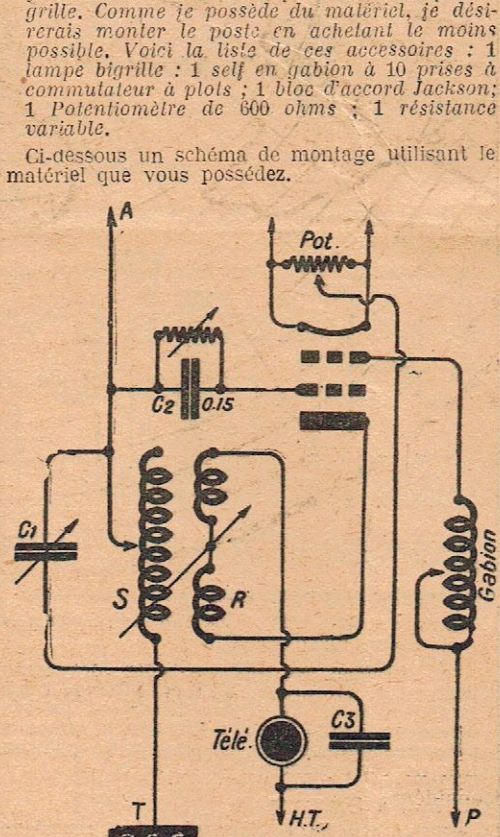 grille. Comme je possède du matériel, je dési-
rerais monter le poste en achetant le moins
possible. Voici la liste de ces accessoires : 1
lampe bigrille : 1 self en gabion à 10 prises à
commutateur à plots ; 1 bloc d'accord Jackson;
1 Potentiomètre de 600 ohms ; 1 résistance
variable.
Ci-dessous un schéma de montage utilisant le
matériel que vous possédez.
A
Pot.
C2 0.15
C1
S
R
Gabion
Télé.
C3
T
H.T.
P